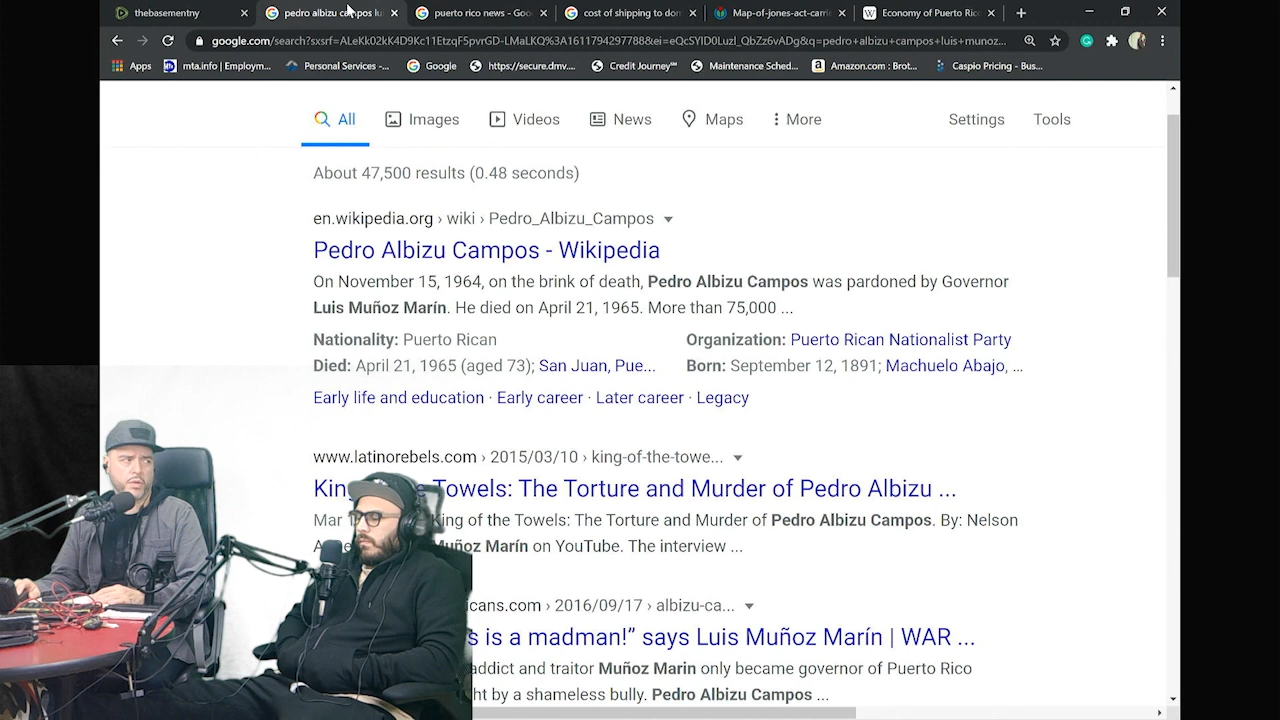 thebasementny
pedro albizu campos lui
puerto rico news - Goo
cost of shipping to dom
Map-of-jones-act-carrie
Economy of Puerto Ric
google.com/search?sxsrf=ALeKk02kK4D9Kc11EtzqF5pvrGD-LMaLKQ%3A1611794297788&ei=eQcSYID0LuzI_QbZz6vADg&q=pedro+albizu+campos+luis+munoz...
Apps
mta.info | Employm...
Personal Services -...
Google
https://secure.dmv....
Credit Journey℠
Maintenance Sched...
Amazon.com : Brot...
Caspio Pricing - Bus...
All
Images
Videos
News
Maps
More
Settings
Tools
About 47,500 results (0.48 seconds)
en.wikipedia.org › wiki › Pedro_Albizu_Campos
Pedro Albizu Campos - Wikipedia
On November 15, 1964, on the brink of death, Pedro Albizu Campos was pardoned by Governor
Luis Muñoz Marín. He died on April 21, 1965. More than 75,000 ...
Nationality: Puerto Rican
Organization: Puerto Rican Nationalist Party
Died: April 21, 1965 (aged 73); San Juan, Pue...
Born: September 12, 1891; Machuelo Abajo, ...
Early life and education · Early career · Later career · Legacy
www.latinorebels.com › 2015/03/10 › king-of-the-towe...
Towels: The Torture and Murder of Pedro Albizu ...
Mar King of the Towels: The Torture and Murder of Pedro Albizu Campos. By: Nelson
Muñoz Marín on YouTube. The interview ...
icans.com › 2016/09/17 › albizu-ca...
s is a madman!” says Luis Muñoz Marín | WAR ...
addict and traitor Muñoz Marin only became governor of Puerto Rico
ht by a shameless bully. Pedro Albizu Campos ...